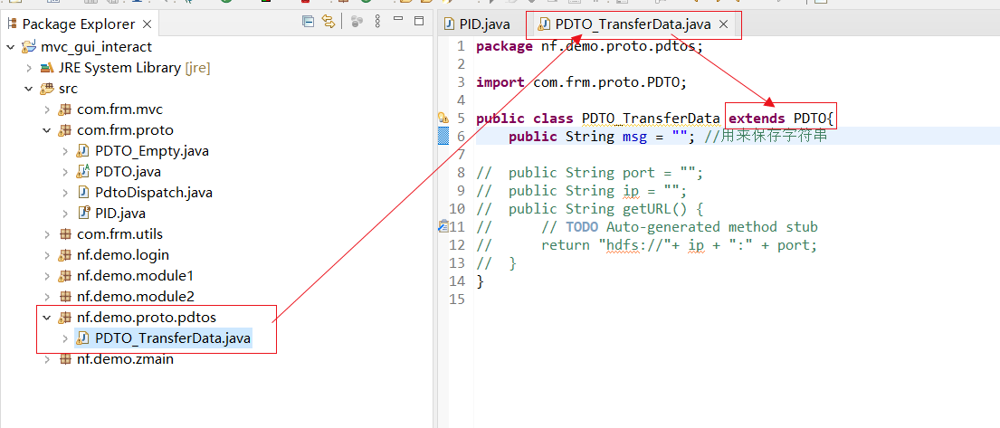 Package Explorer
mvc_gui_interact
JRE System Library [jre]
src
com.frm.mvc
com.frm.proto
PDTO_Empty.java
PDTO.java
PdtoDispatch.java
PID.java
com.frm.utils
nf.demo.login
nf.demo.module1
nf.demo.module2
nf.demo.proto.pdtos
PDTO_TransferData.java
nf.demo.zmain
PID.java
PDTO_TransferData.java
1 package nf.demo.proto.pdtos;
2
3 import com.frm.proto.PDTO;
4
5 public class PDTO_TransferData extends PDTO{
6 public String msg = ""; //用来保存字符串
7
8 // public String port = "";
9 // public String ip = "";
10 // public String getURL() {
11 // // TODO Auto-generated method stub
12 // return "hdfs://"+ ip + ":" + port;
13 // }
14 }
15